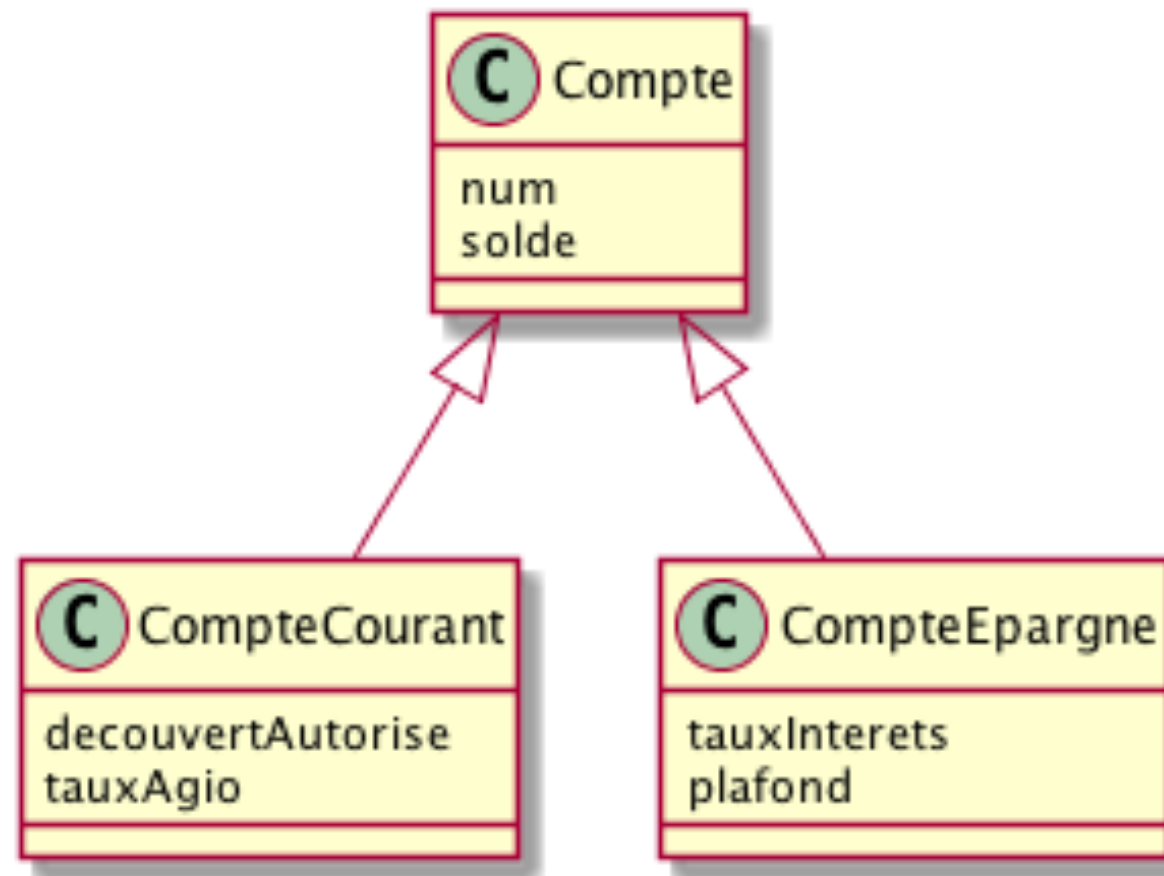 C Compte
num
solde
C CompteCourant
decouvertAutorise
tauxAgio
C CompteEpargne
tauxInterets
plafond